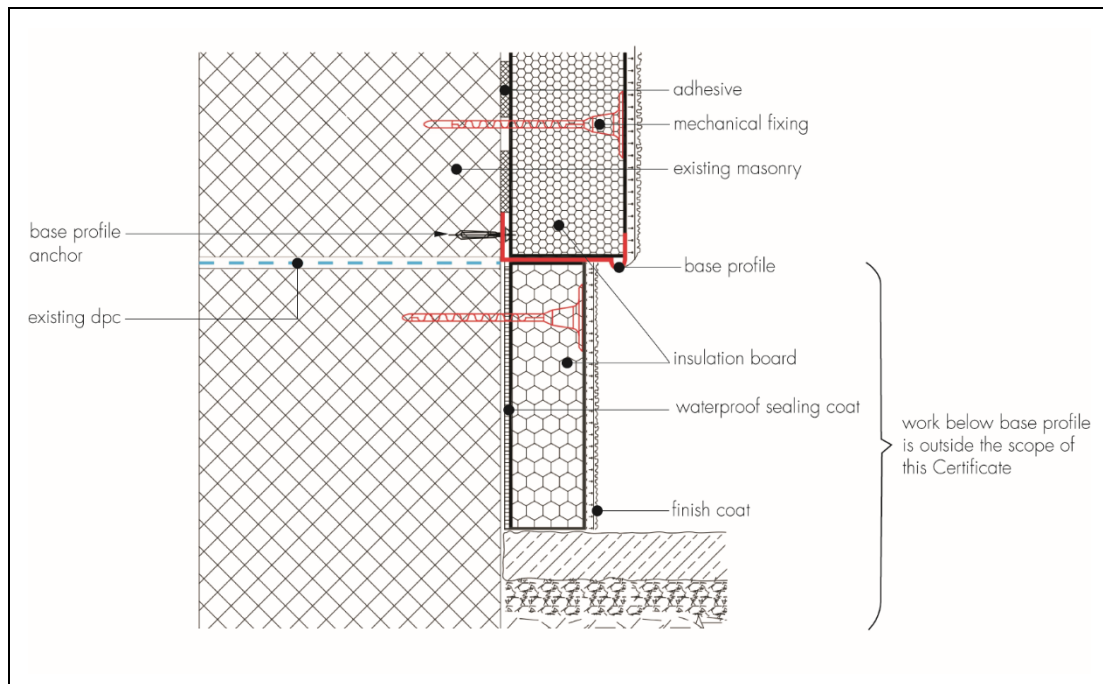 adhesive
mechanical fixing
existing masonry
base profile
anchor
base profile
existing dpc
insulation board
waterproof sealing coat
work below base profile
is outside the scope of
this Certificate
finish coat